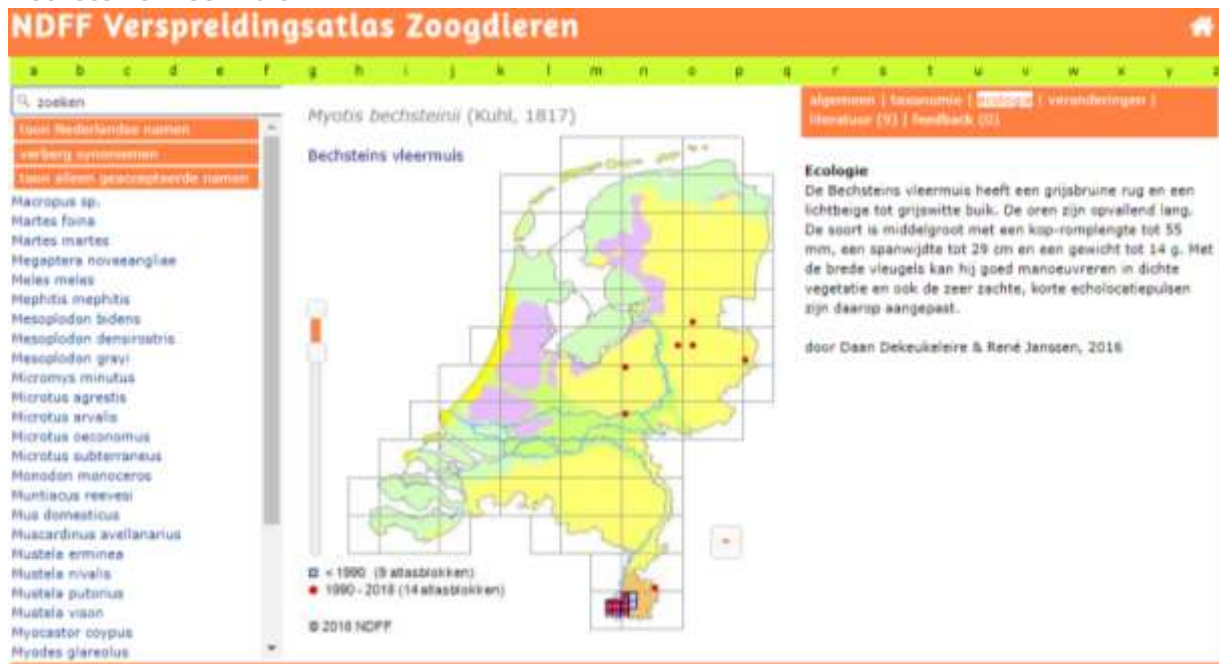 NDFF Verspreidingsatlas Zoogdieren
a b c d e f g h i j k l m n o p q r s t u v w x y z
zoeken
toon Nederlandse namen
verberg synoniemen
toon alleen geaccepteerde namen
Macropus sp.
Martes foina
Martes martes
Megaptera novaeangliae
Meles meles
Mephitis mephitis
Mesoplodon bidens
Mesoplodon densirostris
Mesoplodon grayi
Micromys minutus
Microtus agrestis
Microtus arvalis
Microtus oeconomus
Microtus subterraneus
Monodon monoceros
Muntiacus reevesi
Mus domesticus
Muscardinus avellanarius
Mustela erminea
Mustela nivalis
Mustela putorius
Mustela vison
Myocastor coypus
Myodes glareolus
Myotis bechsteinii (Kuhl, 1817)
Bechsteins vleermuis
< 1990 (9 atlasblokken)
1990 - 2018 (14 atlasblokken)
© 2018 NDFF
algemeen | taxonomie | ecologie | veranderingen |
literatuur (9) | feedback (0)
Ecologie
De Bechsteins vleermuis heeft een grijsbruine rug en een
lichtbeige tot grijswitte buik. De oren zijn opvallend lang.
De soort is middelgroot met een kop-romplengte tot 55
mm, een spanwijdte tot 29 cm en een gewicht tot 14 g. Met
de brede vleugels kan hij goed manoeuvreren in dichte
vegetatie en ook de zeer zachte, korte echolocatiepulsen
zijn daarop aangepast.
door Daan Dekeukeleire & René Janssen, 2016